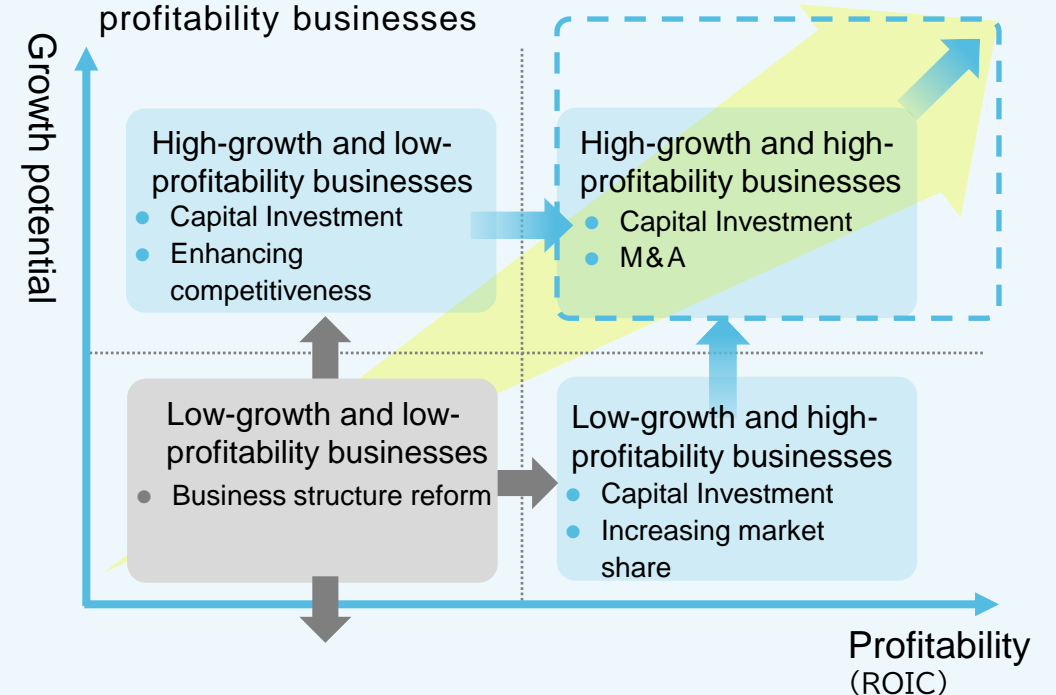 profitability businesses
Growth potential
High-growth and low-
profitability businesses
● Capital Investment
● Enhancing
competitiveness
High-growth and high-
profitability businesses
● Capital Investment
● M&A
Low-growth and low-
profitability businesses
● Business structure reform
Low-growth and high-
profitability businesses
● Capital Investment
● Increasing market
share
Profitability
（ROIC）